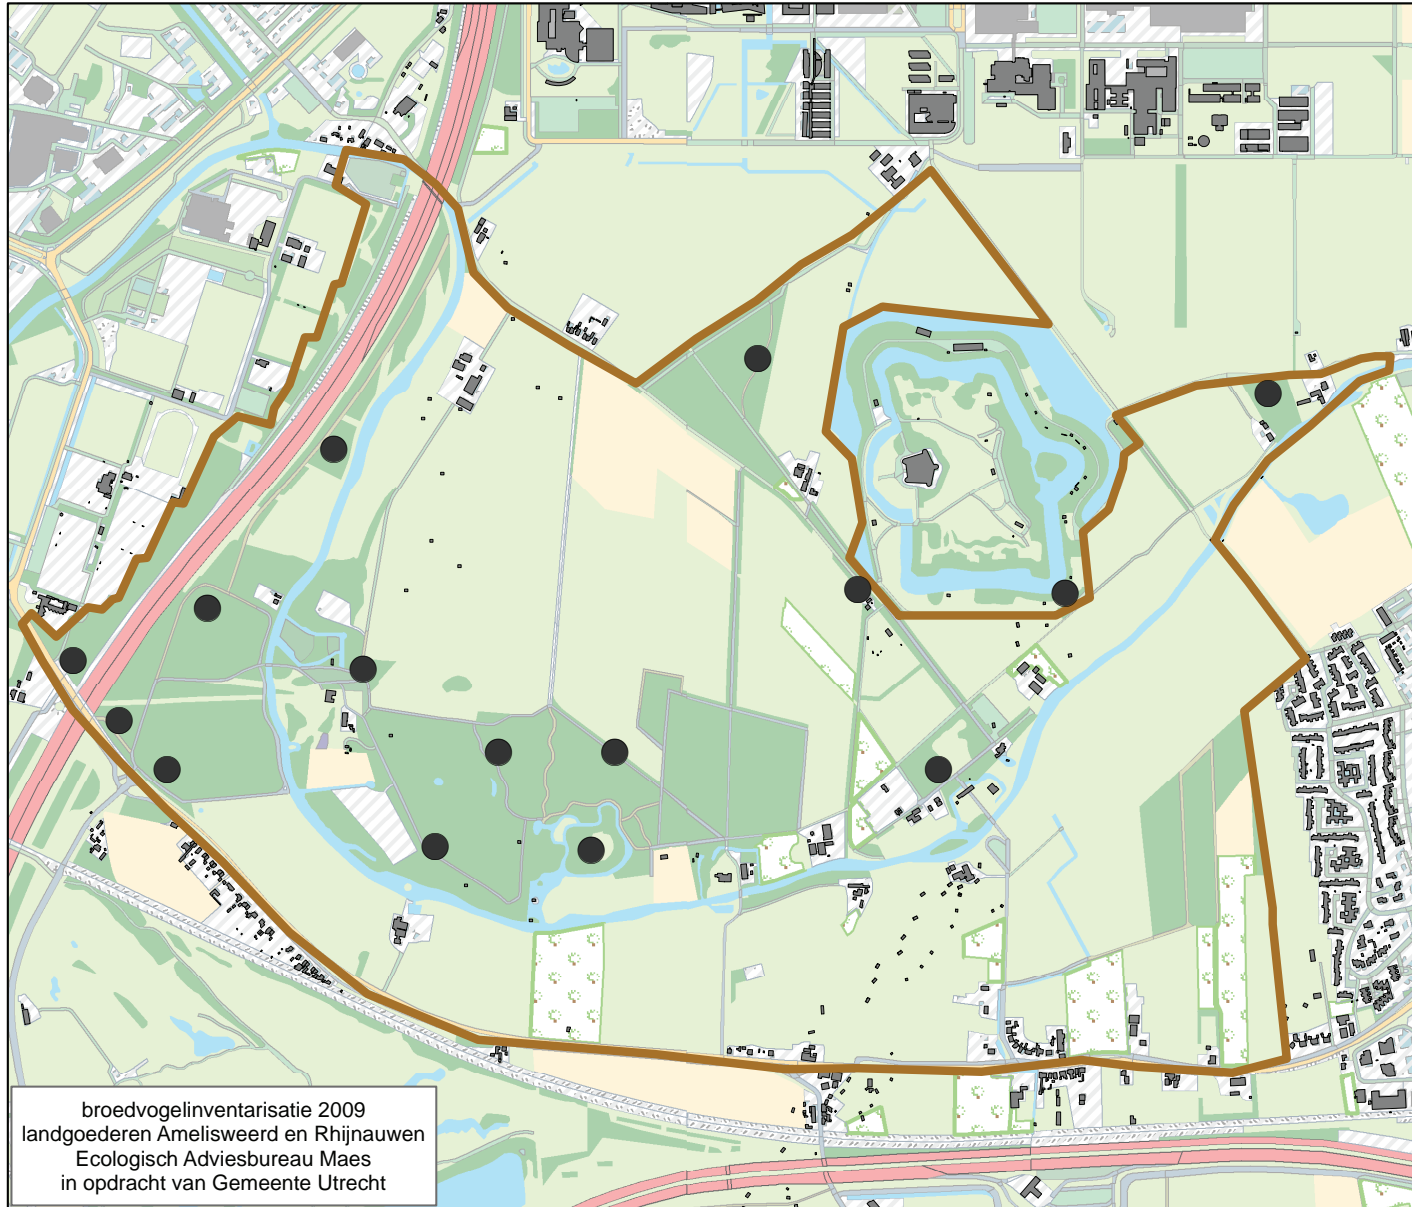 broedvogelinventarisatie 2009
landgoederen Amelisweerd en Rhijnauwen
Ecologisch Adviesbureau Maes
in opdracht van Gemeente Utrecht